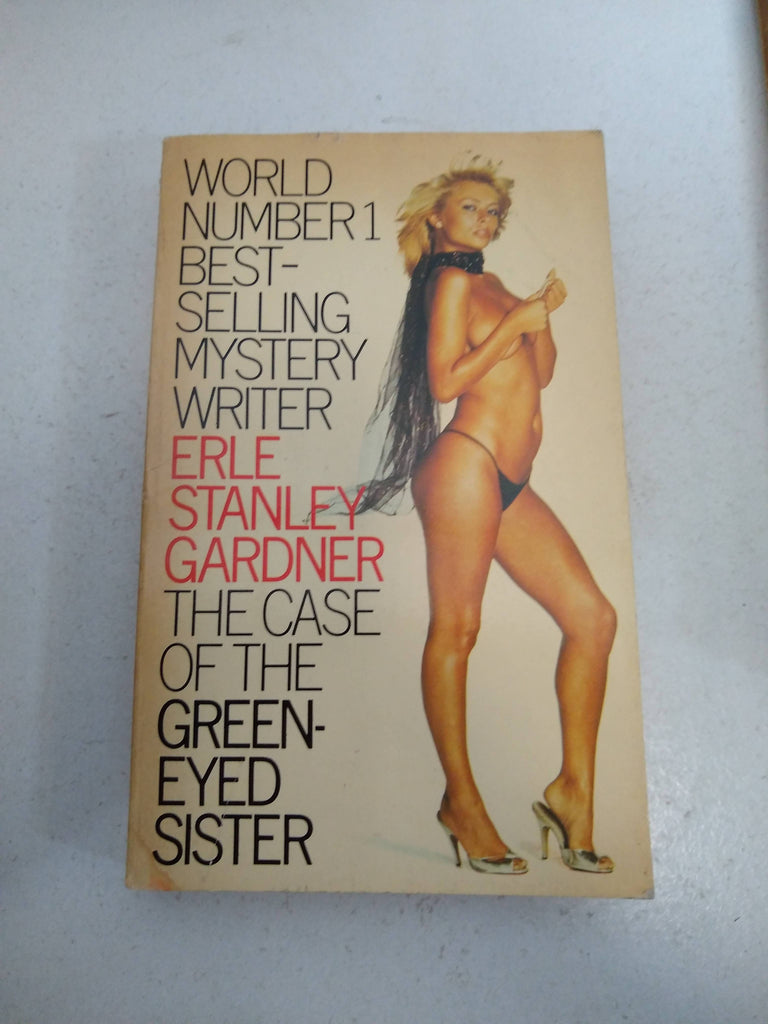 WORLD
NUMBER 1
BEST-
SELLING
MYSTERY
WRITER
ERLE
STANLEY
GARDNER
THE CASE
OF THE
GREEN-
EYED
SISTER